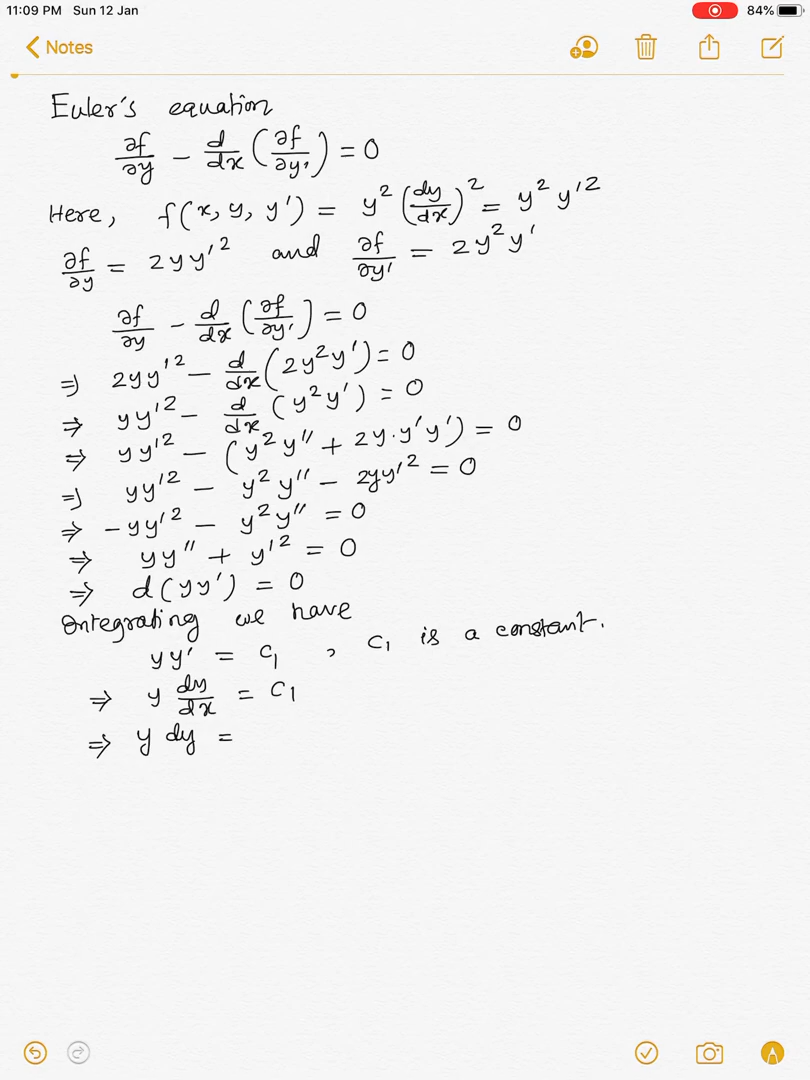 11:09 PM Sun 12 Jan 84%
Notes
Euler's equation
∂f/∂y − d/dx (∂f/∂y') = 0
Here, f(x, y, y') = y² (dy/dx)² = y² y'²
∂f/∂y = 2yy'² and ∂f/∂y' = 2y²y'
∂f/∂y − d/dx (∂f/∂y') = 0
⇒ 2yy'² − d/dx (2y²y') = 0
⇒ yy'² − d/dx (y²y') = 0
⇒ yy'² − (y²y'' + 2y·y'y') = 0
⇒ yy'² − y²y'' − 2yy'² = 0
⇒ −yy'² − y²y'' = 0
⇒ yy'' + y'² = 0
⇒ d(yy') = 0
Integrating we have
yy' = c₁ , c₁ is a constant.
⇒ y dy/dx = c₁
⇒ y dy =